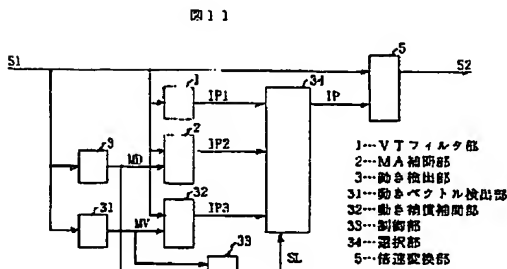 図11
S1
5
S2
1
34
IP1
IP
2
IP2
3
MD
32
IP3
31
MV
33
SL
1…VTフィルタ部
2…MA補間部
3…動き検出部
31…動きベクトル検出部
32…動き補償補間部
33…制御部
34…選択部
5…倍速変換部